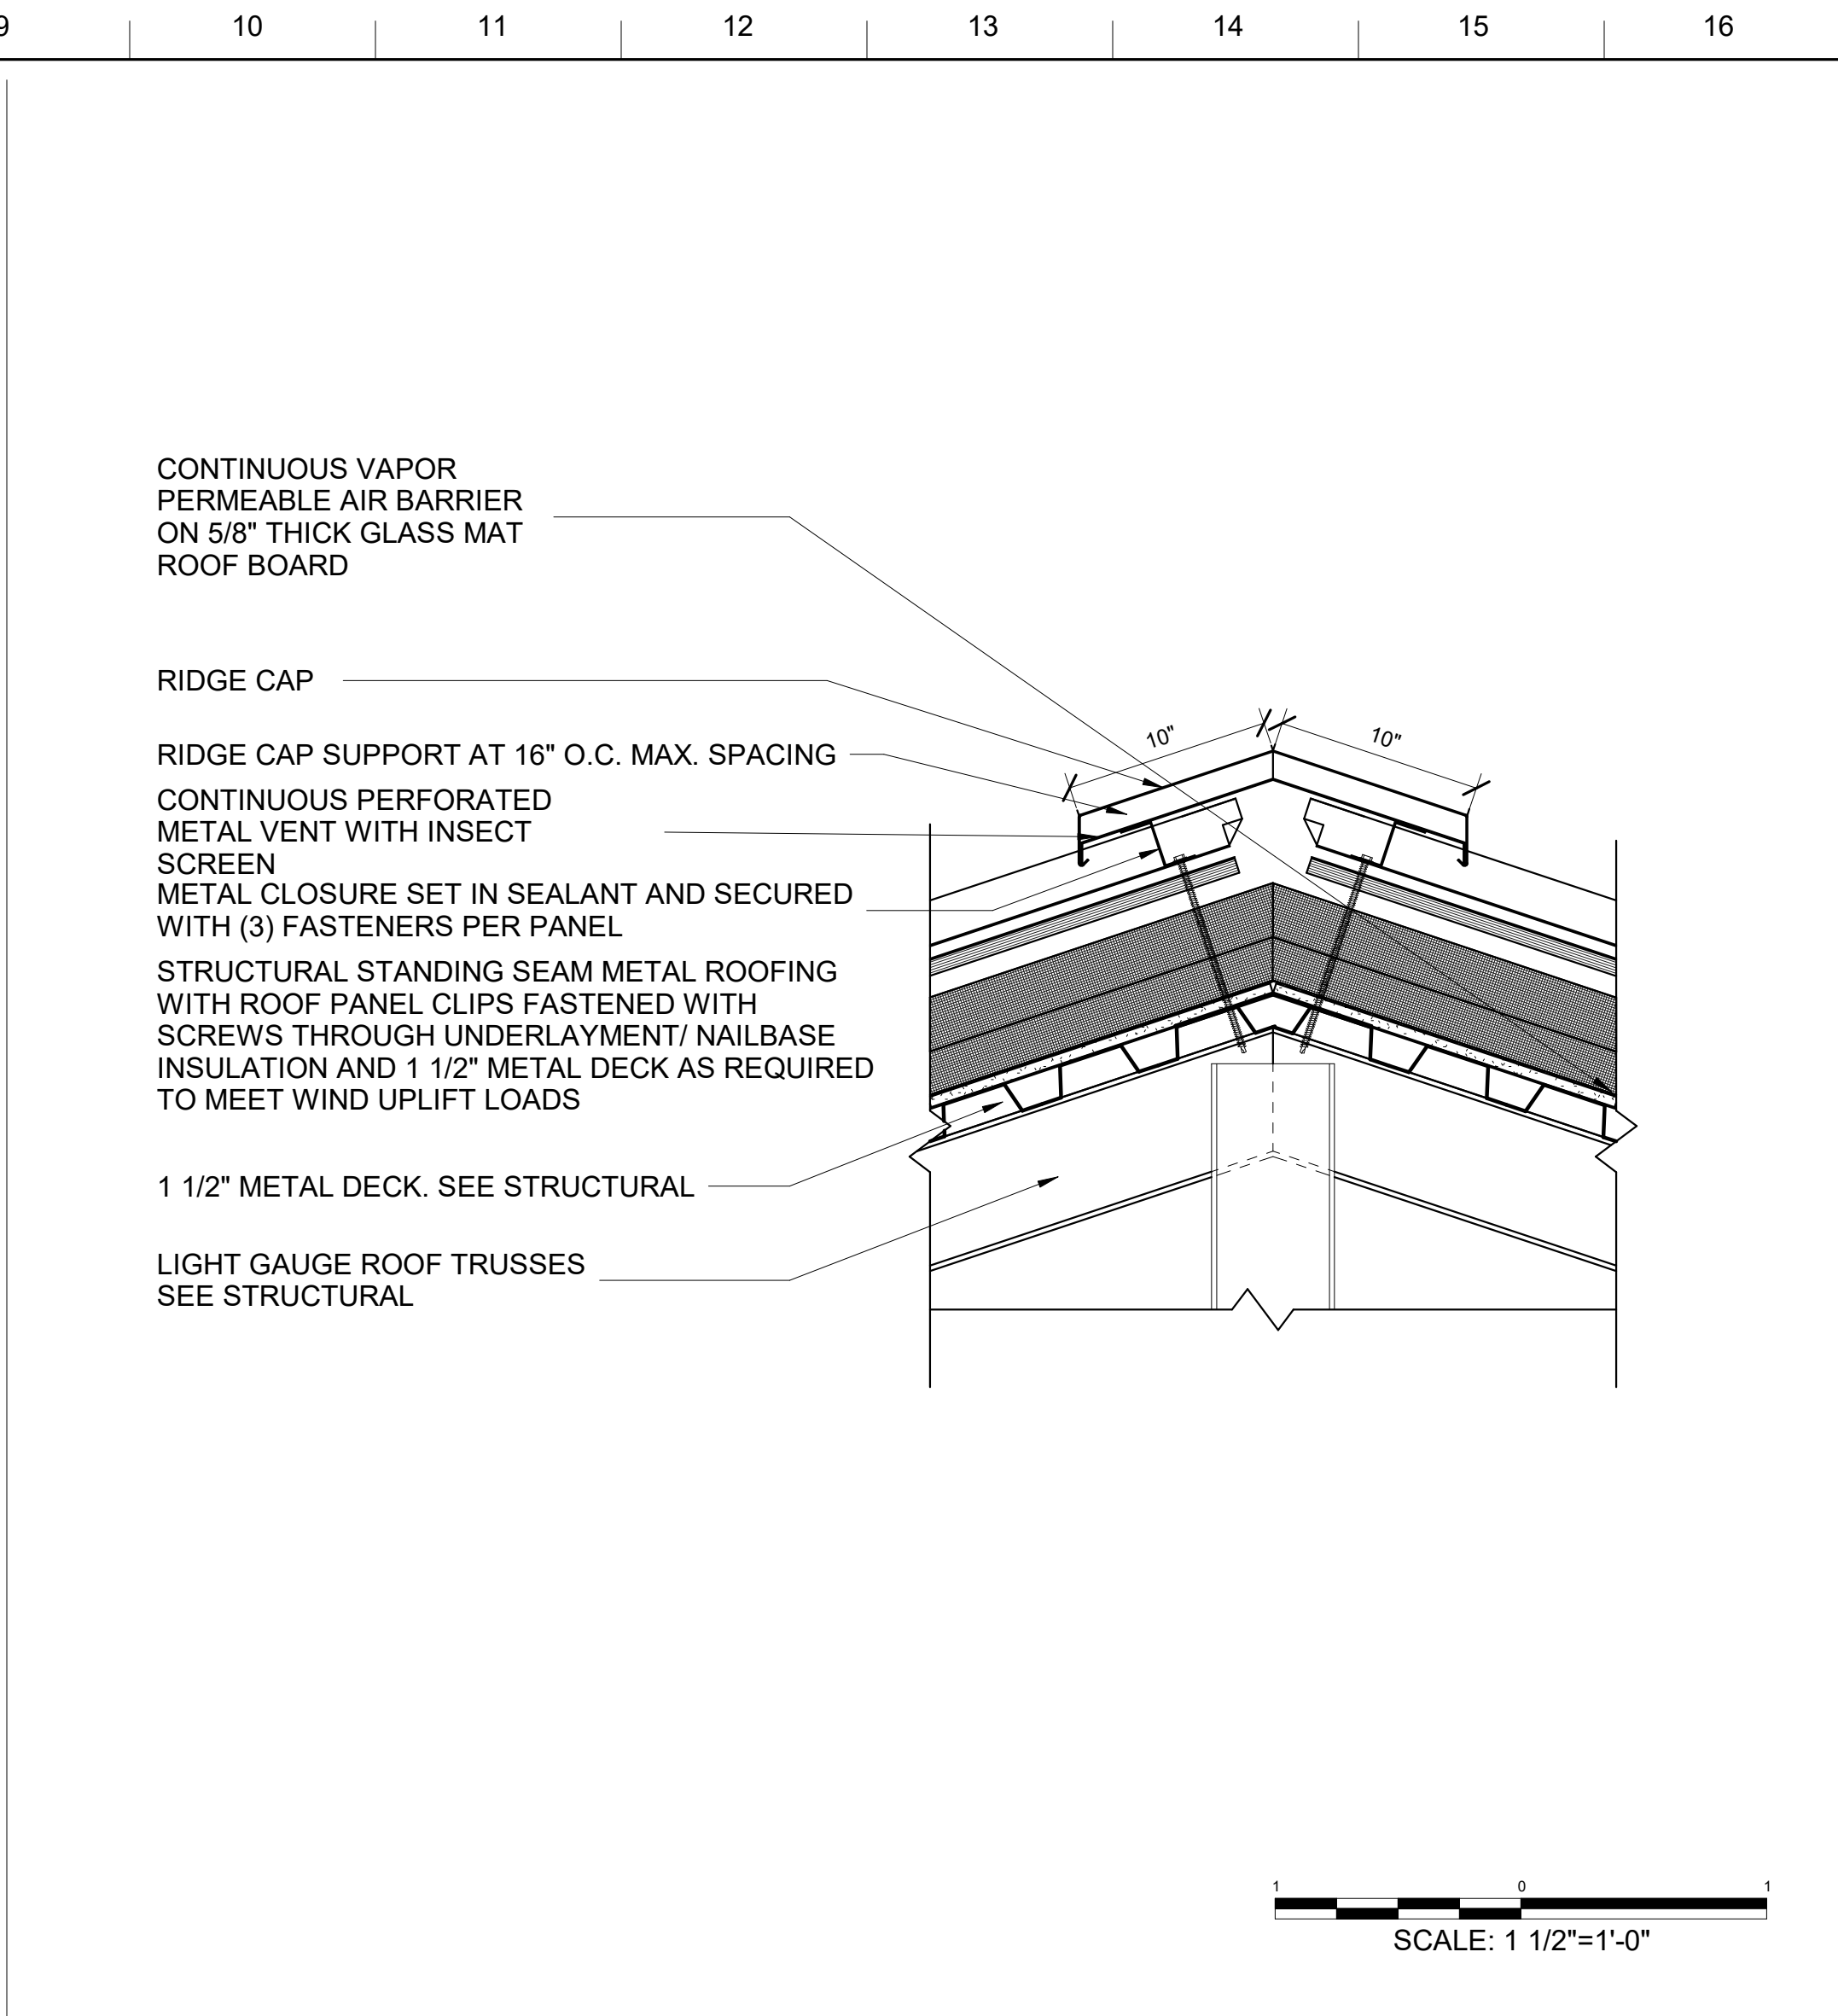 9 10 11 12 13 14 15 16
CONTINUOUS VAPOR
PERMEABLE AIR BARRIER
ON 5/8" THICK GLASS MAT
ROOF BOARD
RIDGE CAP
10" 10"
RIDGE CAP SUPPORT AT 16" O.C. MAX. SPACING
CONTINUOUS PERFORATED
METAL VENT WITH INSECT
SCREEN
METAL CLOSURE SET IN SEALANT AND SECURED
WITH (3) FASTENERS PER PANEL
STRUCTURAL STANDING SEAM METAL ROOFING
WITH ROOF PANEL CLIPS FASTENED WITH
SCREWS THROUGH UNDERLAYMENT/ NAILBASE
INSULATION AND 1 1/2" METAL DECK AS REQUIRED
TO MEET WIND UPLIFT LOADS
1 1/2" METAL DECK. SEE STRUCTURAL
LIGHT GAUGE ROOF TRUSSES
SEE STRUCTURAL
1 0 1
SCALE: 1 1/2"=1'-0"